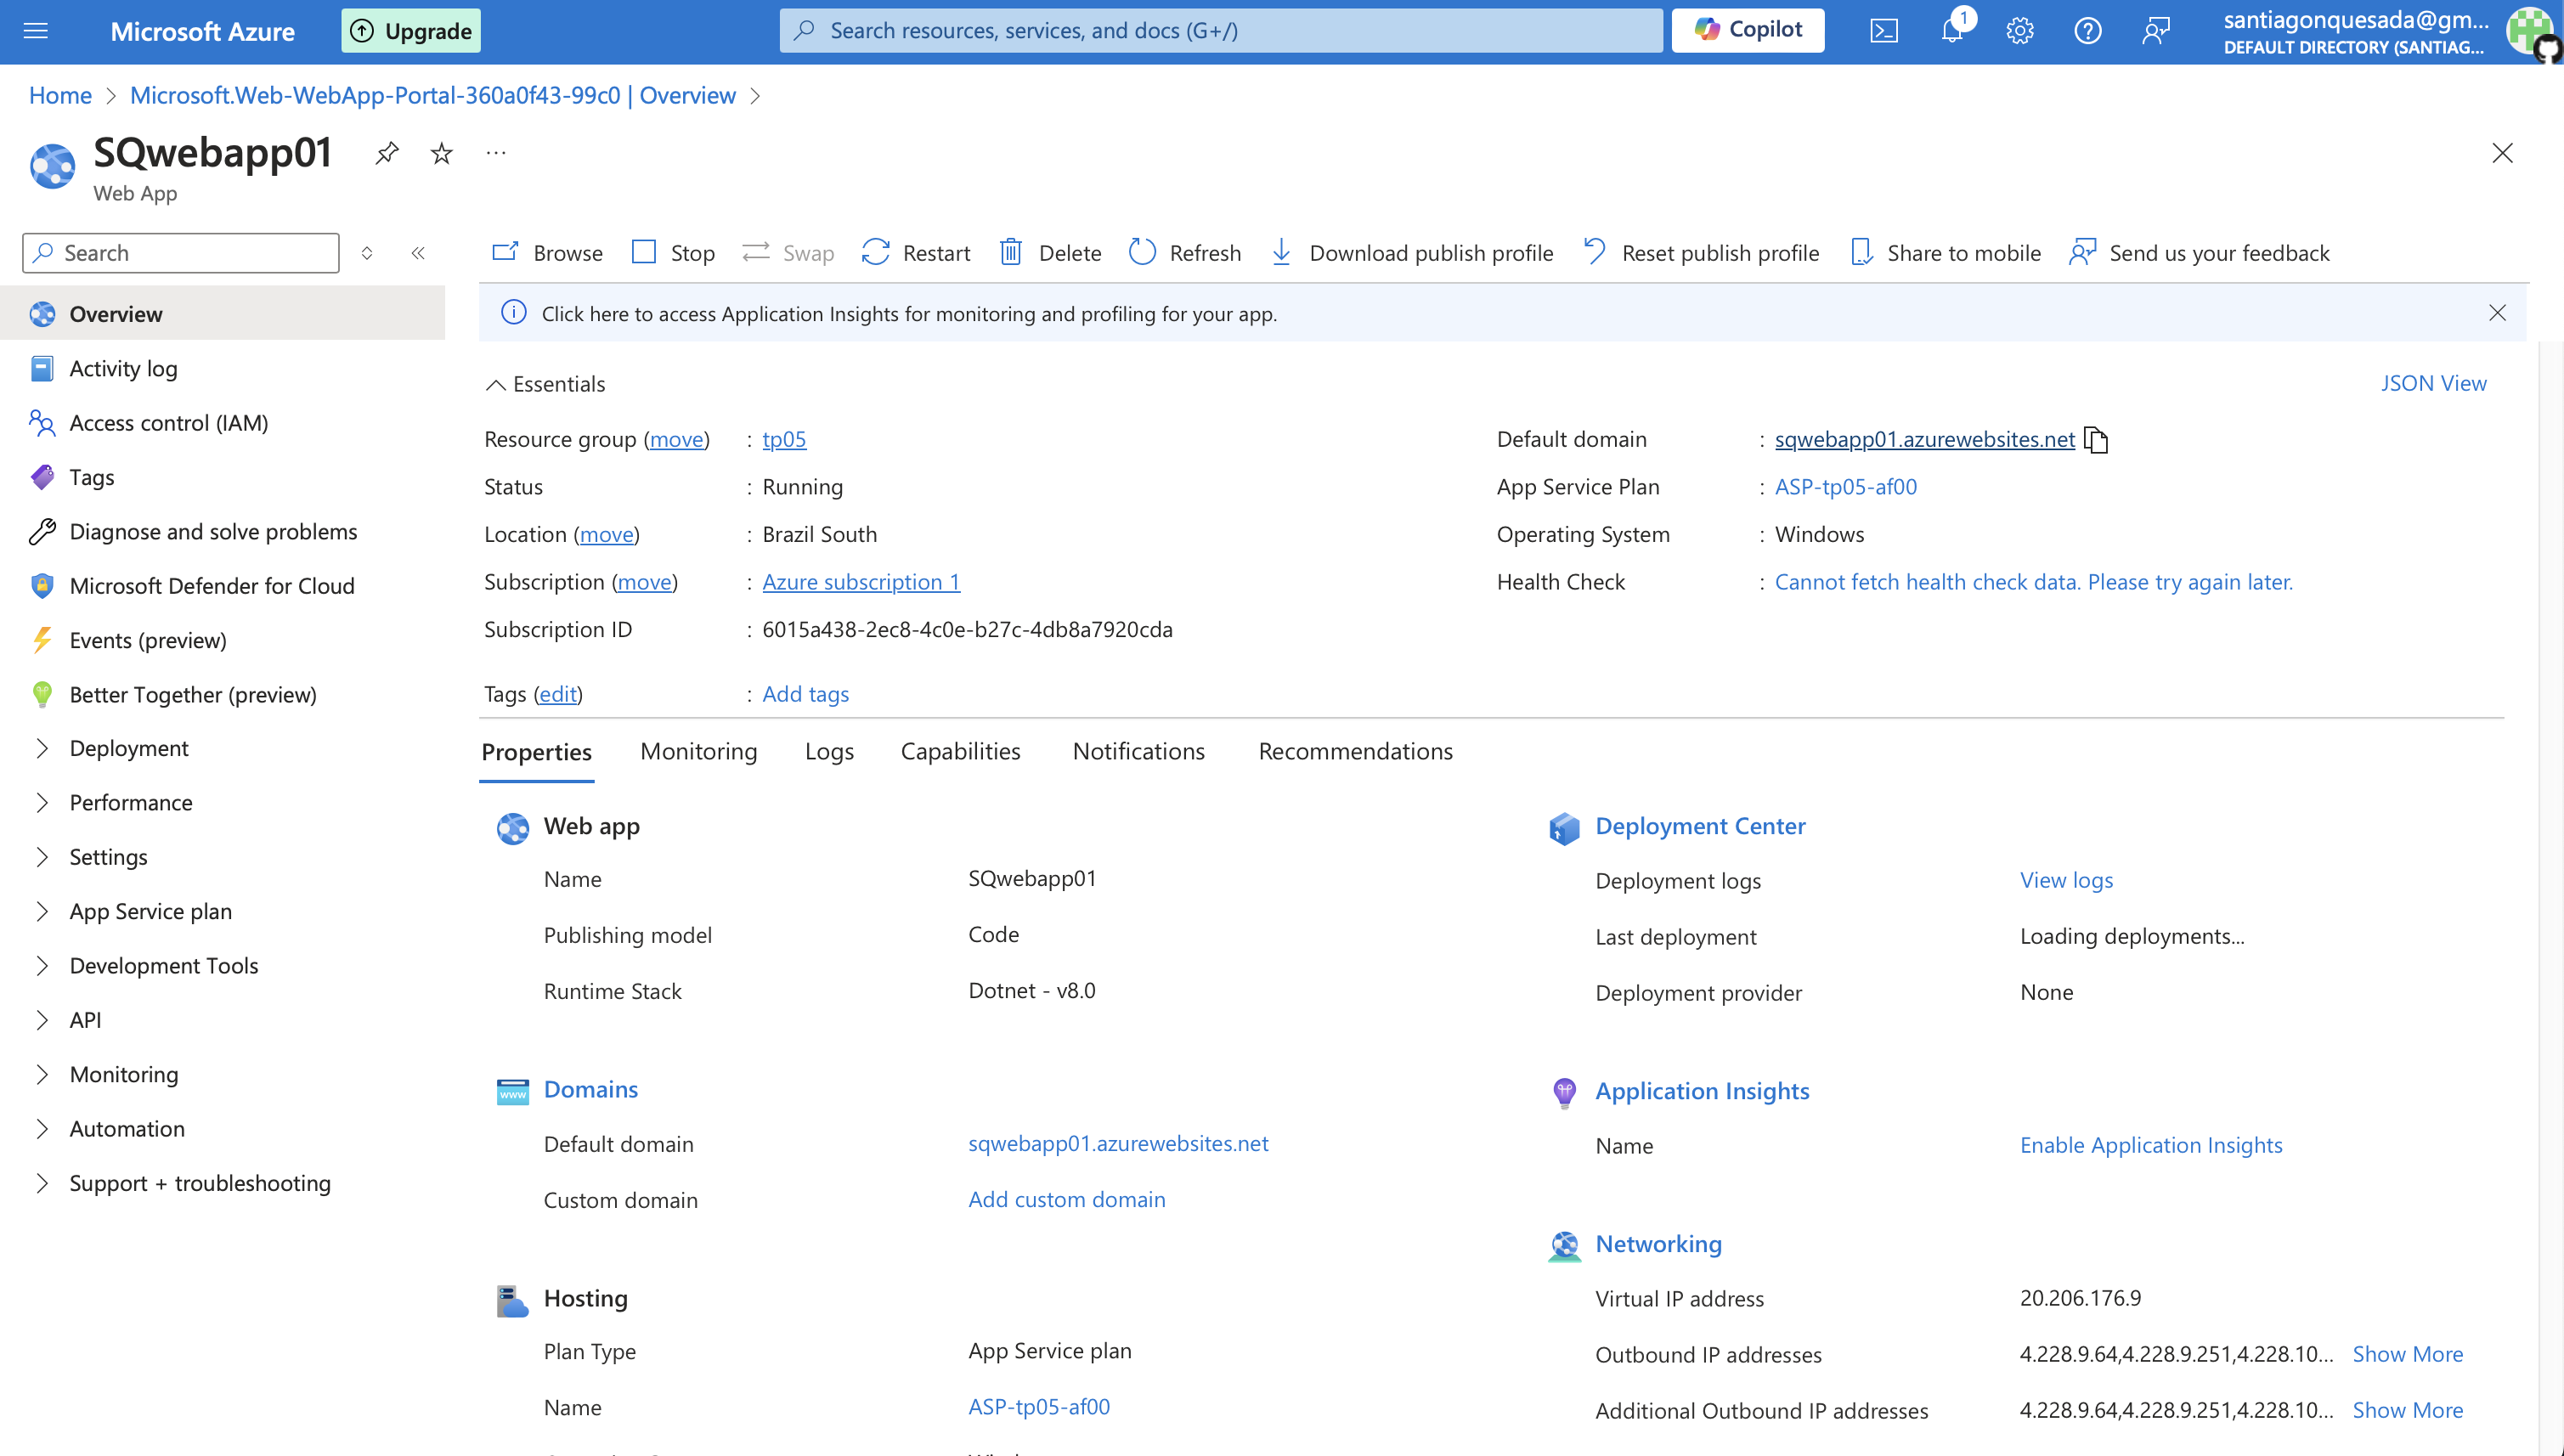 Microsoft Azure
Upgrade
Search resources, services, and docs (G+/)
Copilot
1
santiagonquesada@gm...
DEFAULT DIRECTORY (SANTIAG...
Home > Microsoft.Web-WebApp-Portal-360a0f43-99c0 | Overview >
SQwebapp01
...
Web App
Search
Browse
Stop
Swap
Restart
Delete
Refresh
Download publish profile
Reset publish profile
Share to mobile
Send us your feedback
Overview
Activity log
Access control (IAM)
Tags
Diagnose and solve problems
Microsoft Defender for Cloud
Events (preview)
Better Together (preview)
Deployment
Performance
Settings
App Service plan
Development Tools
API
Monitoring
Automation
Support + troubleshooting
Click here to access Application Insights for monitoring and profiling for your app.
Essentials
JSON View
Resource group (move) : tp05
Status : Running
Location (move) : Brazil South
Subscription (move) : Azure subscription 1
Subscription ID : 6015a438-2ec8-4c0e-b27c-4db8a7920cda
Default domain : sqwebapp01.azurewebsites.net
App Service Plan : ASP-tp05-af00
Operating System : Windows
Health Check : Cannot fetch health check data. Please try again later.
Tags (edit) : Add tags
Properties
Monitoring
Logs
Capabilities
Notifications
Recommendations
Web app
Name SQwebapp01
Publishing model Code
Runtime Stack Dotnet - v8.0
www Domains
Default domain sqwebapp01.azurewebsites.net
Custom domain Add custom domain
Hosting
Plan Type App Service plan
Name ASP-tp05-af00
Deployment Center
Deployment logs View logs
Last deployment Loading deployments...
Deployment provider None
Application Insights
Name Enable Application Insights
Networking
Virtual IP address 20.206.176.9
Outbound IP addresses 4.228.9.64,4.228.9.251,4.228.10... Show More
Additional Outbound IP addresses 4.228.9.64,4.228.9.251,4.228.10... Show More